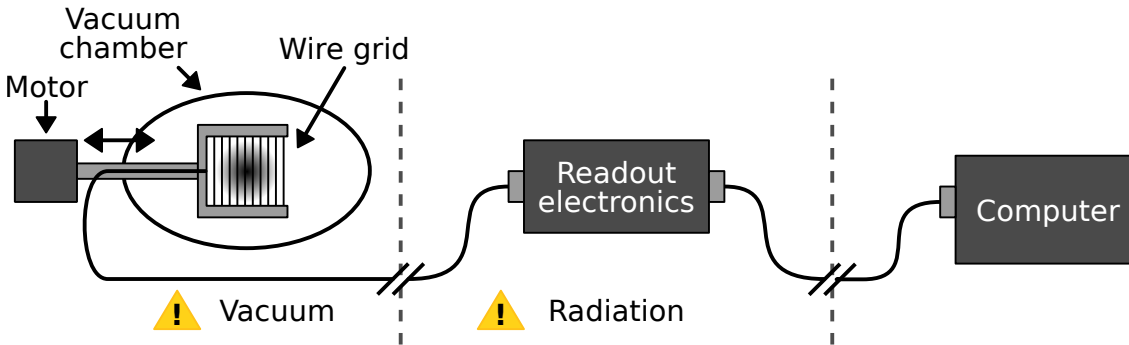 Vacuum
chamber
Wire grid
Motor
Readout
electronics
Computer
! Vacuum
! Radiation